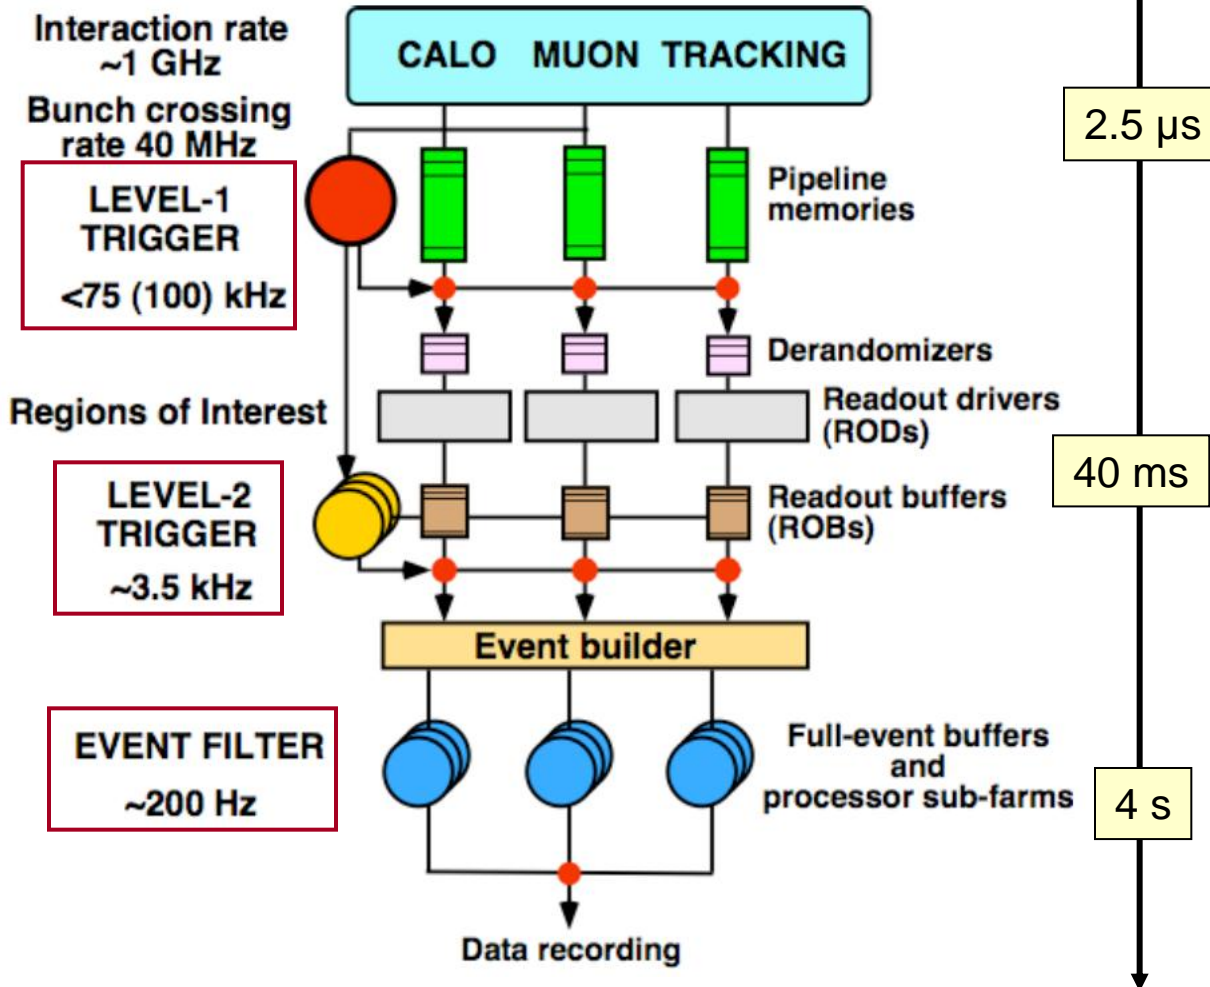 Interaction rate
~1 GHz
Bunch crossing
rate 40 MHz
CALO MUON TRACKING
2.5 µs
LEVEL-1
TRIGGER
<75 (100) kHz
Pipeline
memories
Derandomizers
Regions of Interest
Readout drivers
(RODs)
40 ms
LEVEL-2
TRIGGER
~3.5 kHz
Readout buffers
(ROBs)
Event builder
EVENT FILTER
~200 Hz
Full-event buffers
and
processor sub-farms
4 s
Data recording